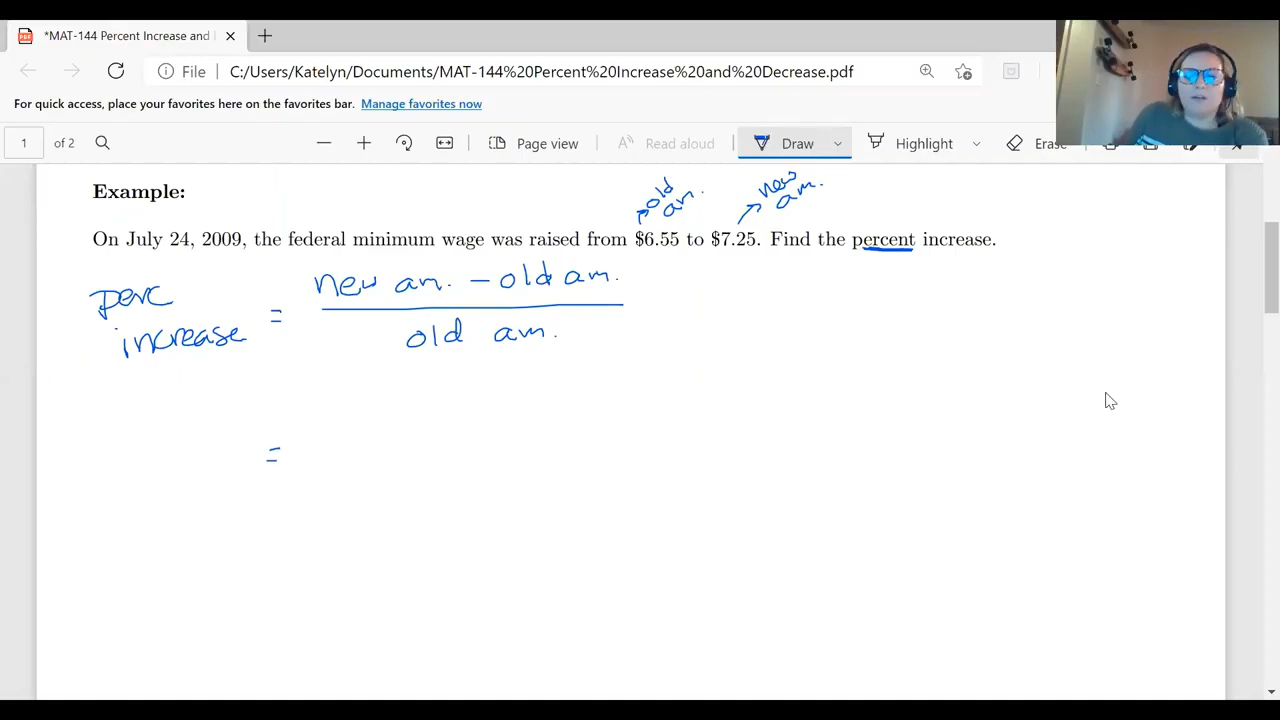 *MAT-144 Percent Increase and
File C:/Users/Katelyn/Documents/MAT-144%20Percent%20Increase%20and%20Decrease.pdf
For quick access, place your favorites here on the favorites bar. Manage favorites now
1 of 2 Page view Read aloud Draw Highlight Erase
Example:
old am. new am.
On July 24, 2009, the federal minimum wage was raised from $6.55 to $7.25. Find the percent increase.
perc increase = new am. - old am.
old am.
=